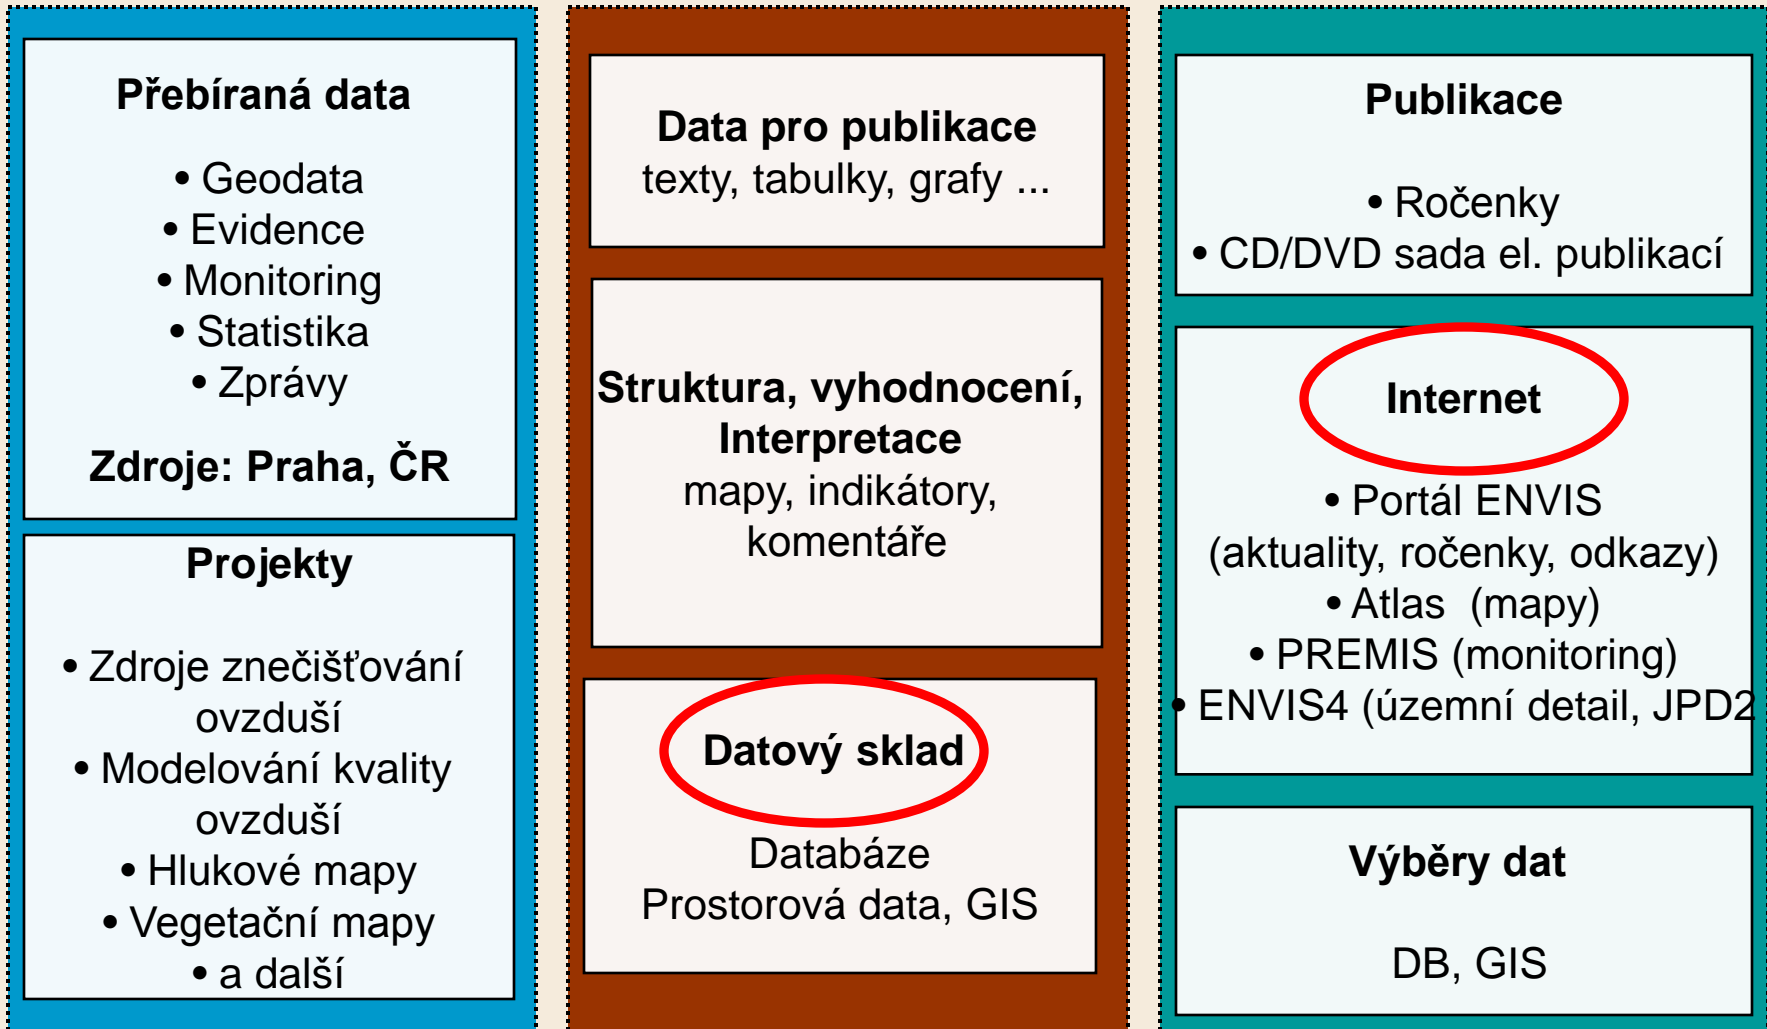 Přebíraná data
• Geodata
• Evidence
• Monitoring
• Statistika
• Zprávy
Zdroje: Praha, ČR
Projekty
• Zdroje znečišťování
ovzduší
• Modelování kvality
ovzduší
• Hlukové mapy
• Vegetační mapy
• a další
Data pro publikace
texty, tabulky, grafy ...
Struktura, vyhodnocení,
Interpretace
mapy, indikátory,
komentáře
Datový sklad
Databáze
Prostorová data, GIS
Publikace
• Ročenky
• CD/DVD sada el. publikací
Internet
• Portál ENVIS
(aktuality, ročenky, odkazy)
• Atlas (mapy)
• PREMIS (monitoring)
• ENVIS4 (územní detail, JPD2
Výběry dat
DB, GIS